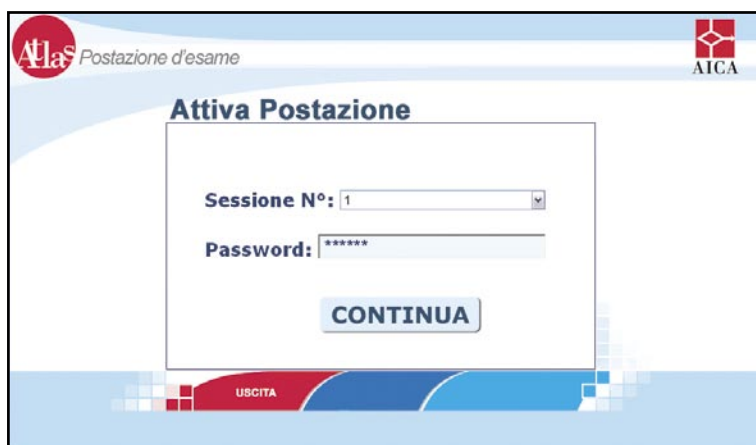 Atlas Postazione d'esame
AICA
Attiva Postazione
Sessione N°: 1
Password: ******
CONTINUA
USCITA